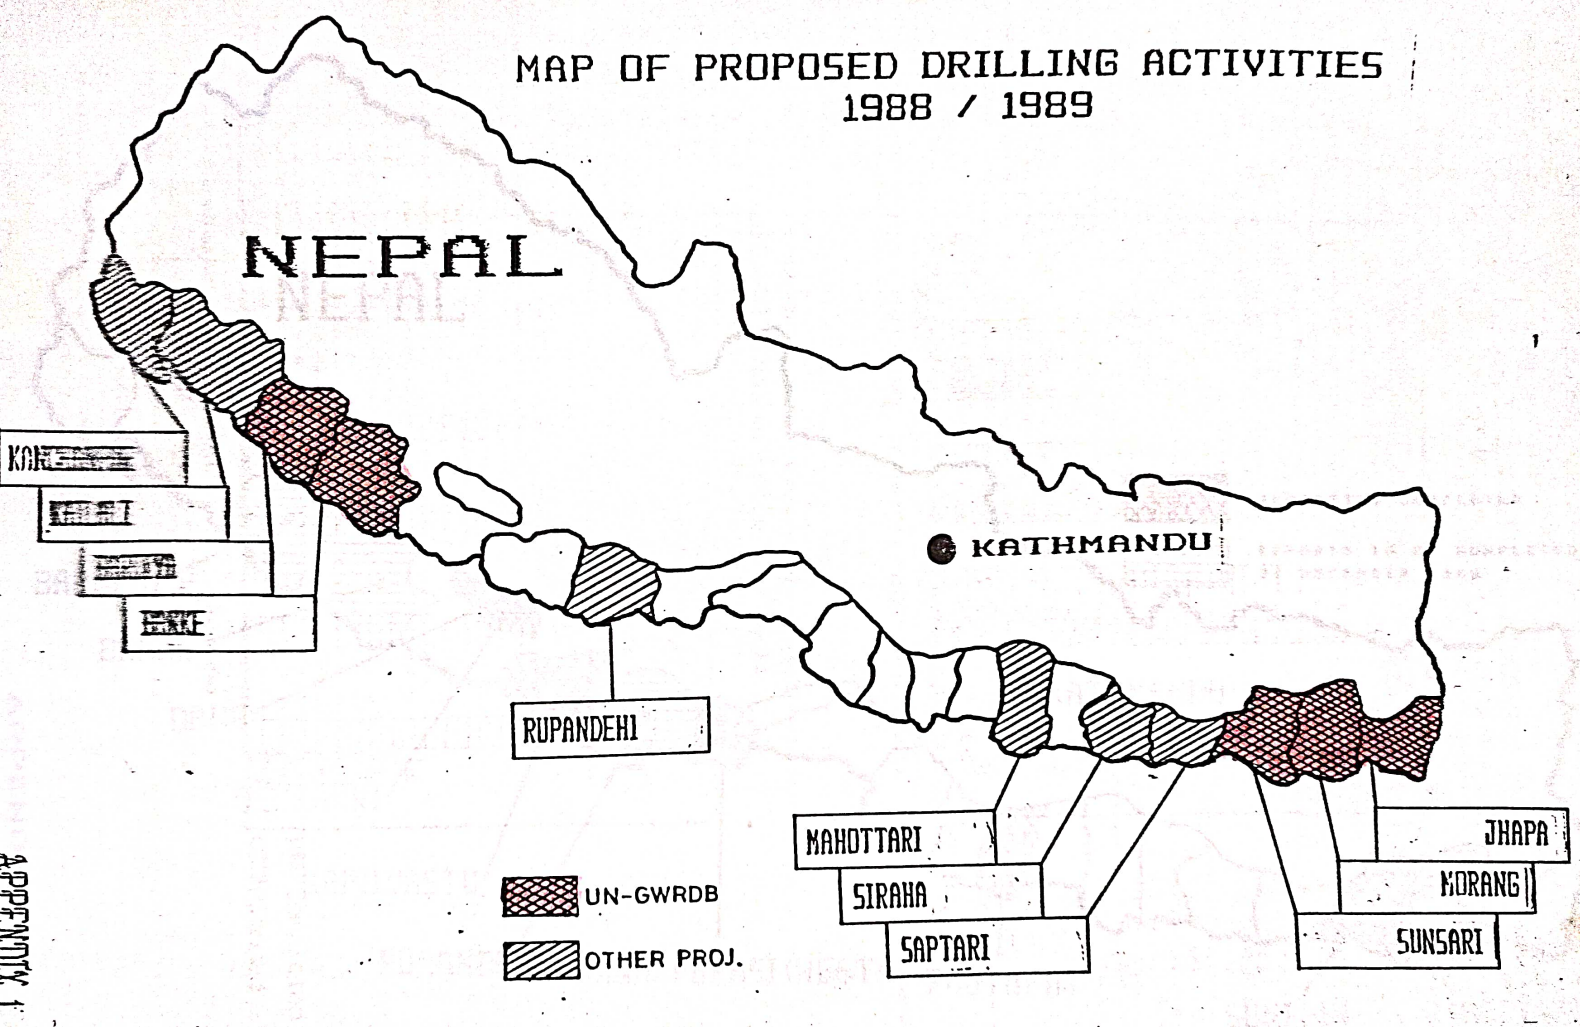 MAP OF PROPOSED DRILLING ACTIVITIES
1988 / 1989
NEPAL
KATHMANDU
RUPANDEHI
MAHOTTARI
SIRAHA
SAPTARI
JHAPA
MORANG
SUNSARI
UN-GWRDB
OTHER PROJ.
APPENDIX 1